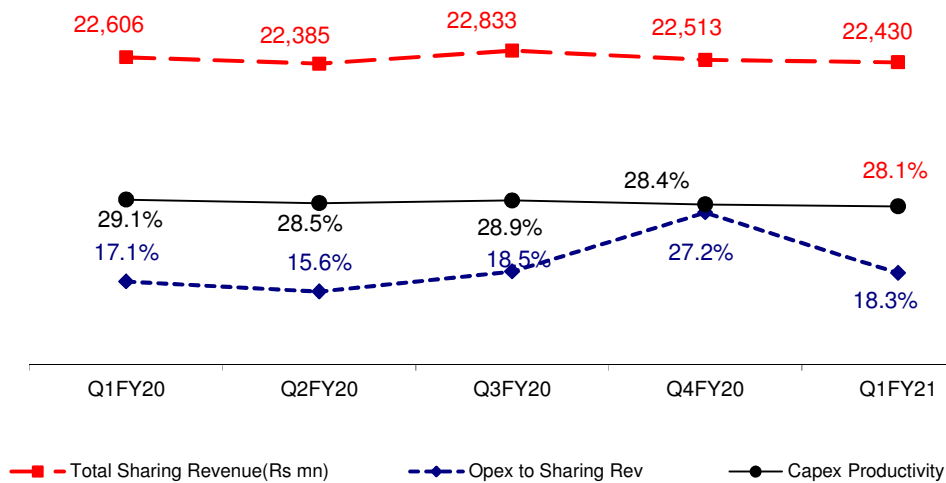 22,606 22,385 22,833 22,513 22,430
28.1%
29.1% 28.5% 28.9% 28.4%
17.1% 15.6% 18.5% 27.2% 18.3%
Q1FY20 Q2FY20 Q3FY20 Q4FY20 Q1FY21
Total Sharing Revenue(Rs mn) Opex to Sharing Rev Capex Productivity